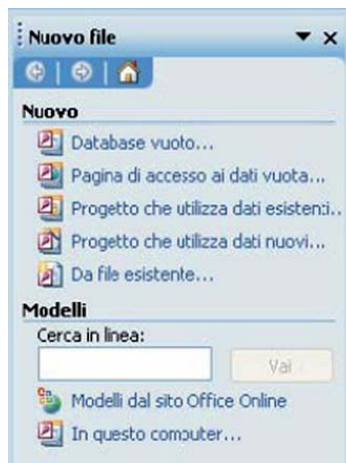 Nuovo file
Nuovo
Database vuoto...
Pagina di accesso ai dati vuota...
Progetto che utilizza dati esistenti..
Progetto che utilizza dati nuovi...
Da file esistente...
Modelli
Cerca in linea:
Vai
Modelli dal sito Office Online
In questo computer...